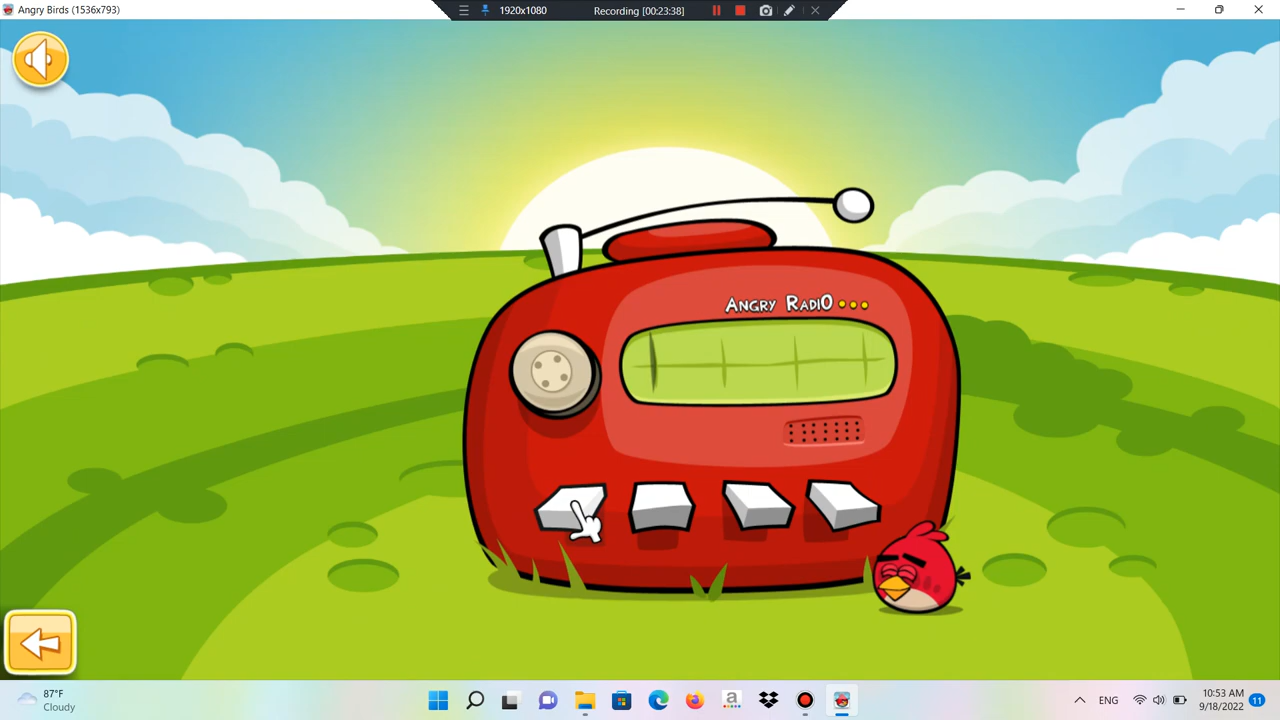 Angry Birds (1536x793)
1920x1080
Recording [00:23:38]
ANGRY RADIO
87°F
Cloudy
a
ENG
10:53 AM
9/18/2022
11